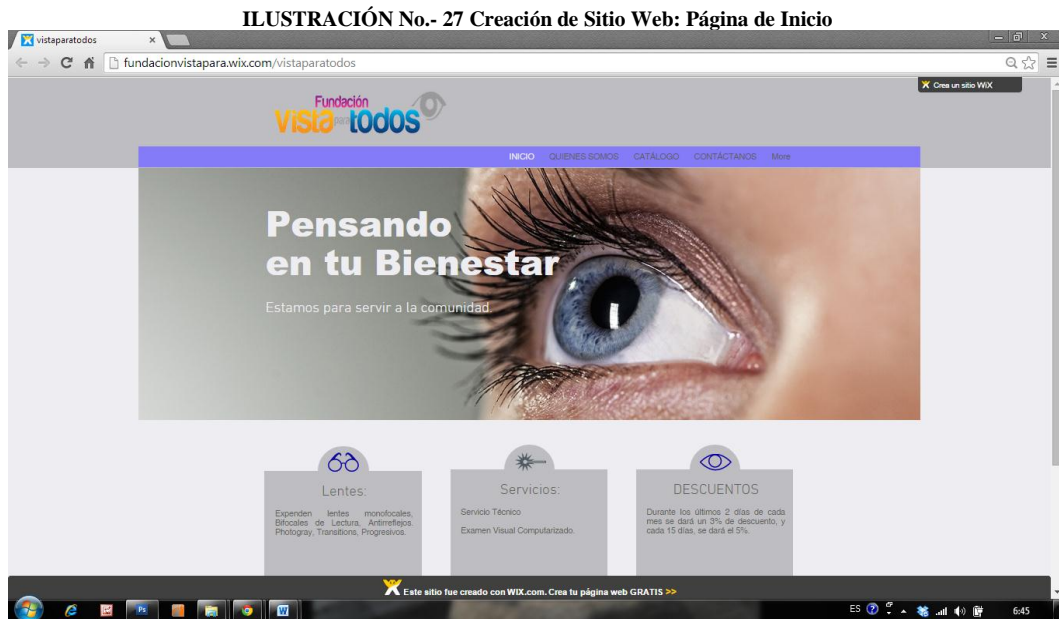 ILUSTRACIÓN No.- 27 Creación de Sitio Web: Página de Inicio
vistaparatodos
fundacionvistapara.wix.com/vistaparatodos
Crea un sitio WiX
Fundación
Vista para todos
INICIO QUIENES SOMOS CATÁLOGO CONTÁCTANOS More
Pensando
en tu Bienestar
Estamos para servir a la comunidad.
Lentes:
Expenden lentes monofocales,
Bifocales de Lectura, Antirreflejos.
Photogray, Transitions, Progresivos.
Servicios:
Servicio Técnico
Examen Visual Computarizado.
DESCUENTOS
Durante los últimos 2 días de cada
mes se dará un 3% de descuento, y
cada 15 días, se dará el 5%.
Este sitio fue creado con WIX.com. Crea tu página web GRATIS >>
Ps
W
ES
6:45